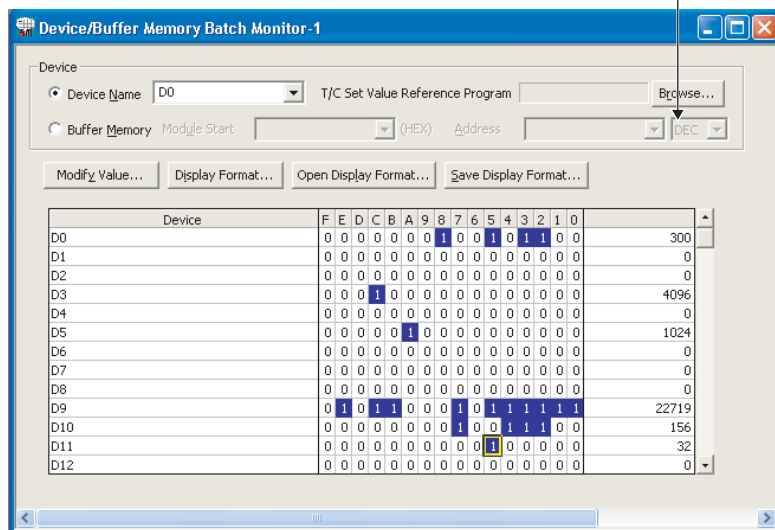 Device/Buffer Memory Batch Monitor-1
Device
Device Name D0 T/C Set Value Reference Program Browse...
Buffer Memory Module Start (HEX) Address DEC
Modify Value... Display Format... Open Display Format... Save Display Format...
Device F E D C B A 9 8 7 6 5 4 3 2 1 0
D0 0 0 0 0 0 0 0 1 0 0 1 0 1 1 0 0 300
D1 0 0 0 0 0 0 0 0 0 0 0 0 0 0 0 0 0
D2 0 0 0 0 0 0 0 0 0 0 0 0 0 0 0 0 0
D3 0 0 0 1 0 0 0 0 0 0 0 0 0 0 0 0 4096
D4 0 0 0 0 0 0 0 0 0 0 0 0 0 0 0 0 0
D5 0 0 0 0 0 1 0 0 0 0 0 0 0 0 0 0 1024
D6 0 0 0 0 0 0 0 0 0 0 0 0 0 0 0 0 0
D7 0 0 0 0 0 0 0 0 0 0 0 0 0 0 0 0 0
D8 0 0 0 0 0 0 0 0 0 0 0 0 0 0 0 0 0
D9 0 1 0 1 1 0 0 0 1 0 1 1 1 1 1 1 22719
D10 0 0 0 0 0 0 0 0 1 0 0 1 1 1 0 0 156
D11 0 0 0 0 0 0 0 0 0 0 1 0 0 0 0 0 32
D12 0 0 0 0 0 0 0 0 0 0 0 0 0 0 0 0 0